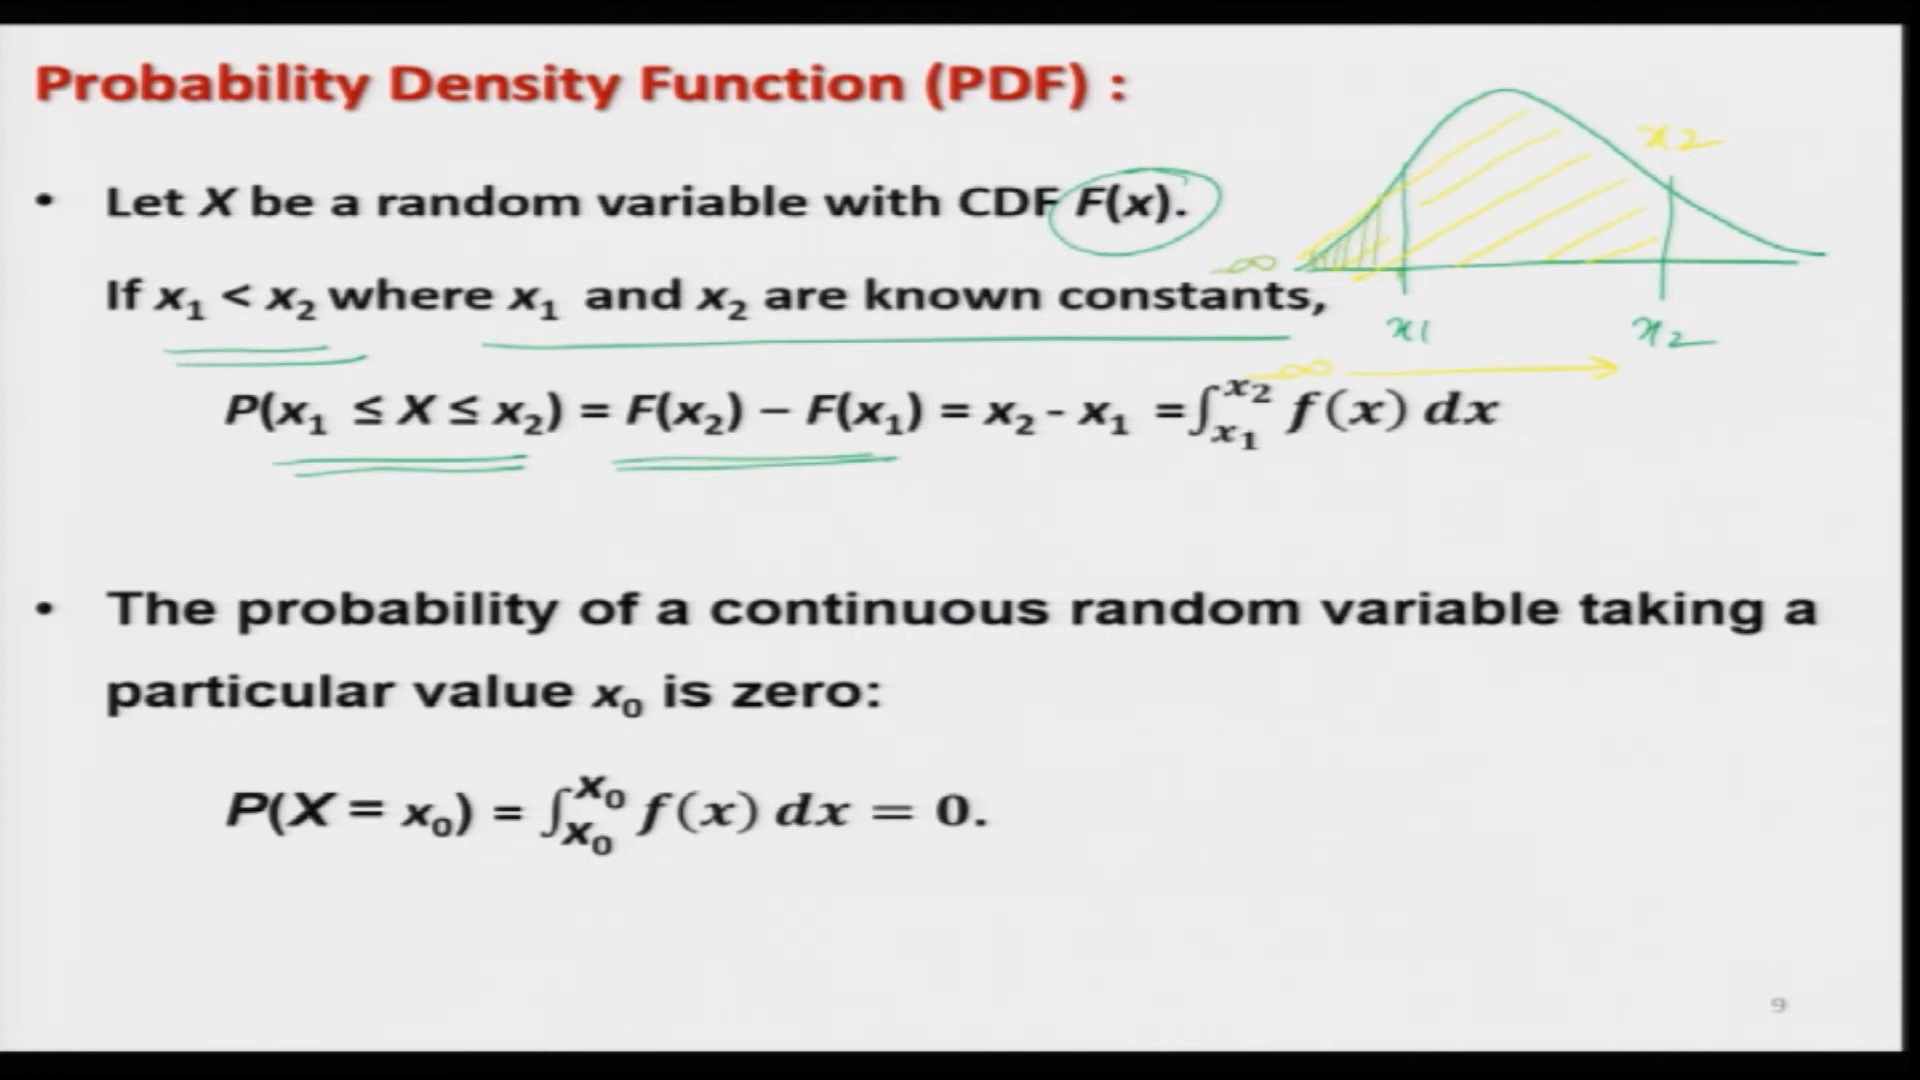 Probability Density Function (PDF) :
• Let X be a random variable with CDF F(x).
If x₁ < x₂ where x₁ and x₂ are known constants,
P(x₁ ≤ X ≤ x₂) = F(x₂) – F(x₁) = x₂ - x₁ = ∫_{x₁}^{x₂} f(x) dx
x2
-∞
x1
x2
-∞
• The probability of a continuous random variable taking a
particular value x₀ is zero:
P(X = x₀) = ∫_{x₀}^{x₀} f(x) dx = 0.
9